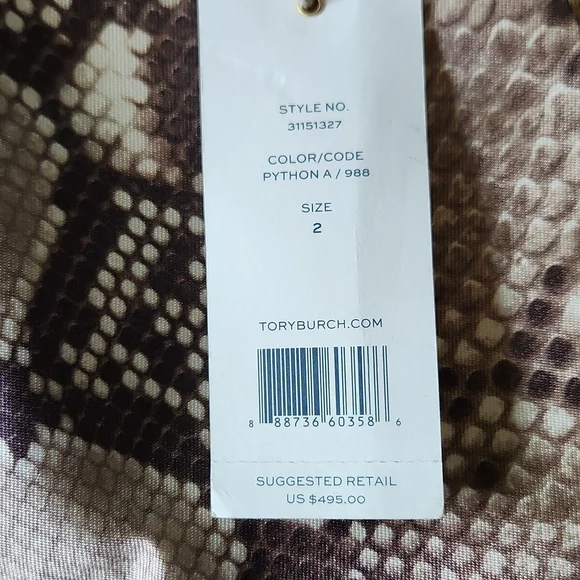 STYLE NO.
31151327
COLOR/CODE
PYTHON A / 988
SIZE
2
TORYBURCH.COM
8 88736 60358 6
SUGGESTED RETAIL
US $495.00